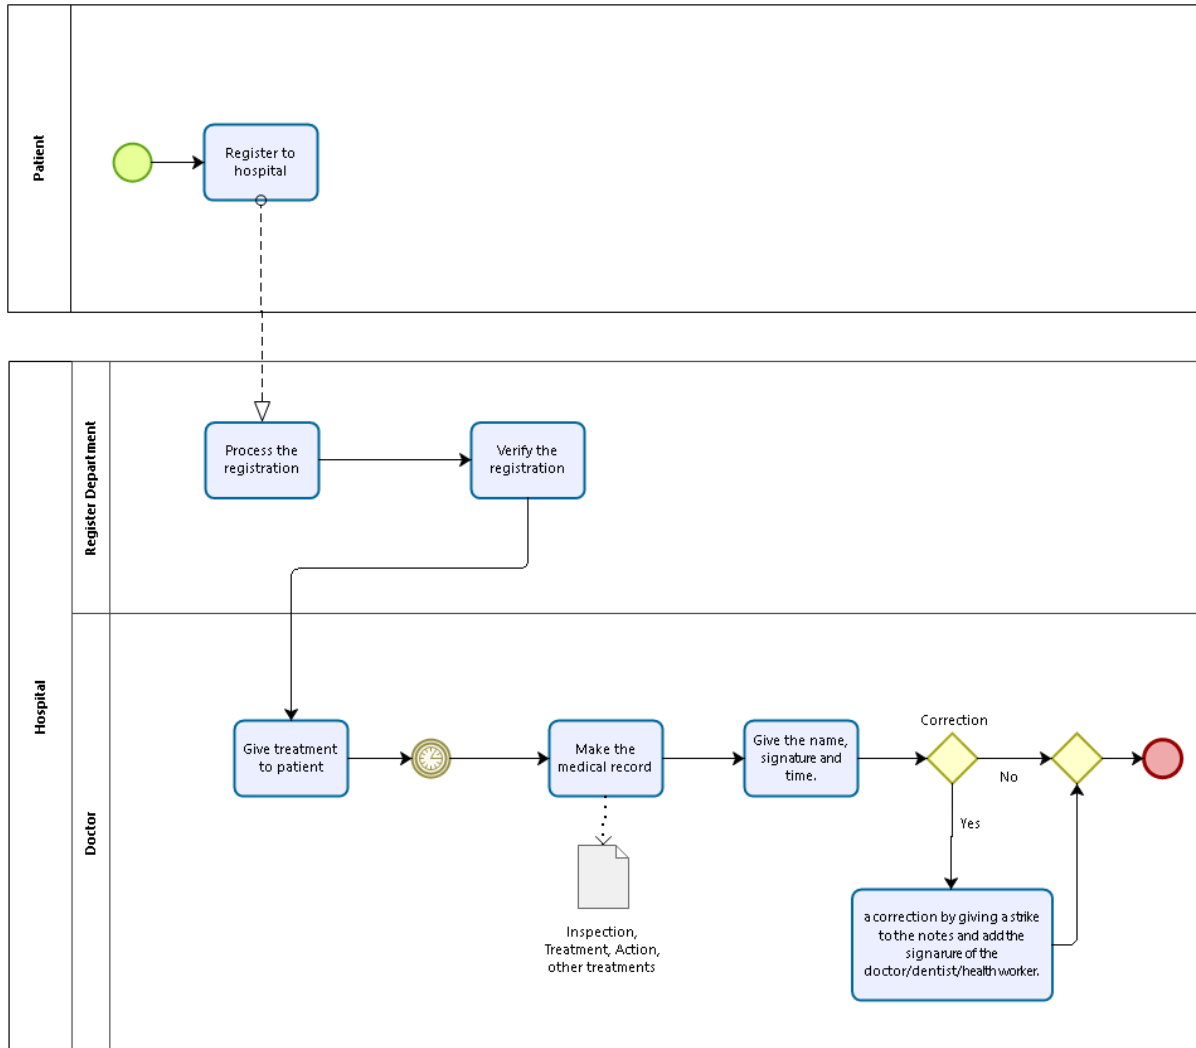 Patient
Register to
hospital
Hospital
Register Department
Process the
registration
Verify the
registration
Doctor
Give treatment
to patient
Make the
medical record
Give the name,
signature and
time.
Correction
No
Yes
Inspection,
Treatment, Action,
other treatments
a correction by giving a strike
to the notes and add the
signarure of the
doctor/dentist/health worker.